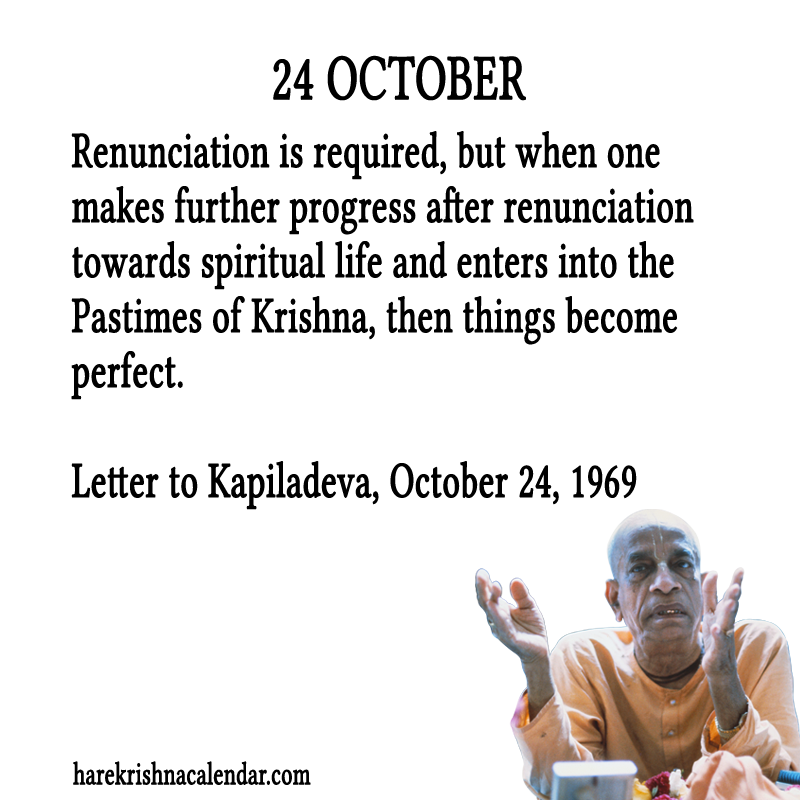 24 OCTOBER
Renunciation is required, but when one
makes further progress after renunciation
towards spiritual life and enters into the
Pastimes of Krishna, then things become
perfect.
Letter to Kapiladeva, October 24, 1969
harekrishnacalendar.com